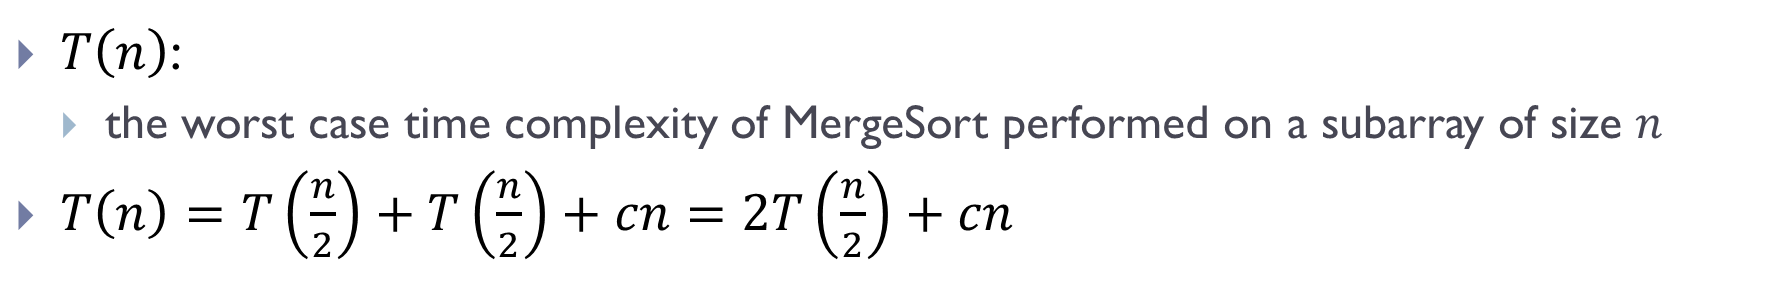 T(n):
the worst case time complexity of MergeSort performed on a subarray of size n
T(n) = T(n/2) + T(n/2) + cn = 2T(n/2) + cn